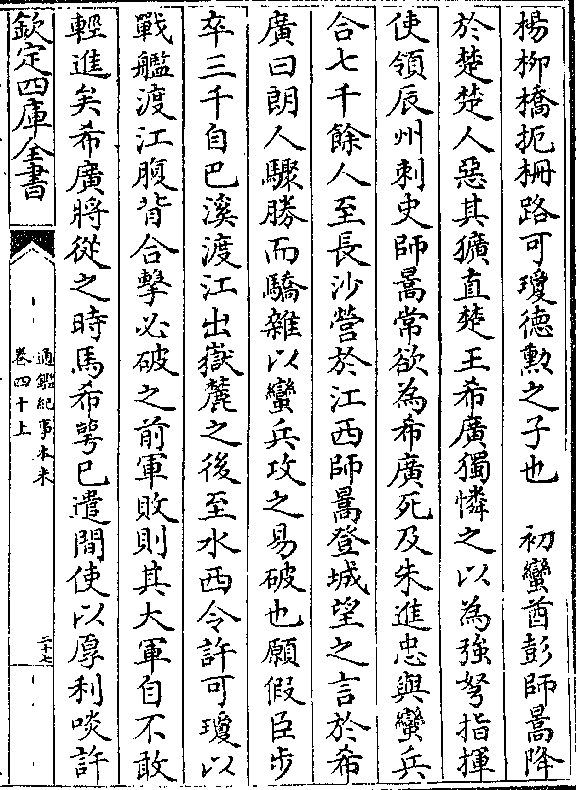 楊柳橋扼柵路可瓊德勲之子也　初蠻酋彭師暠降
於楚楚人惡其獷直楚王希廣獨憐之以為強弩指揮
使領辰州刺史師暠常欲為希廣死及朱進忠與蠻兵
合七千餘人至長沙營於江西師暠登城望之言於希
廣曰朗人驟勝而驕雜以蠻兵攻之易破也願假臣步
卒三千自巴溪渡江出嶽麓之後至水西令許可瓊以
戰艦渡江腹背合擊必破之前軍敗則其大軍自不敢
輕進矣希廣將從之時馬希萼已遣間使以厚利啖許
欽定四庫全書
通鑑紀事本末
卷四十上
二十七